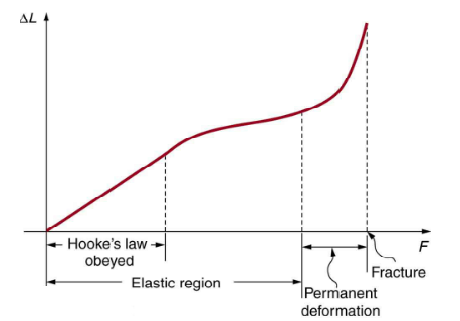 ΔL
F
Hooke's law
obeyed
Elastic region
Fracture
Permanent
deformation